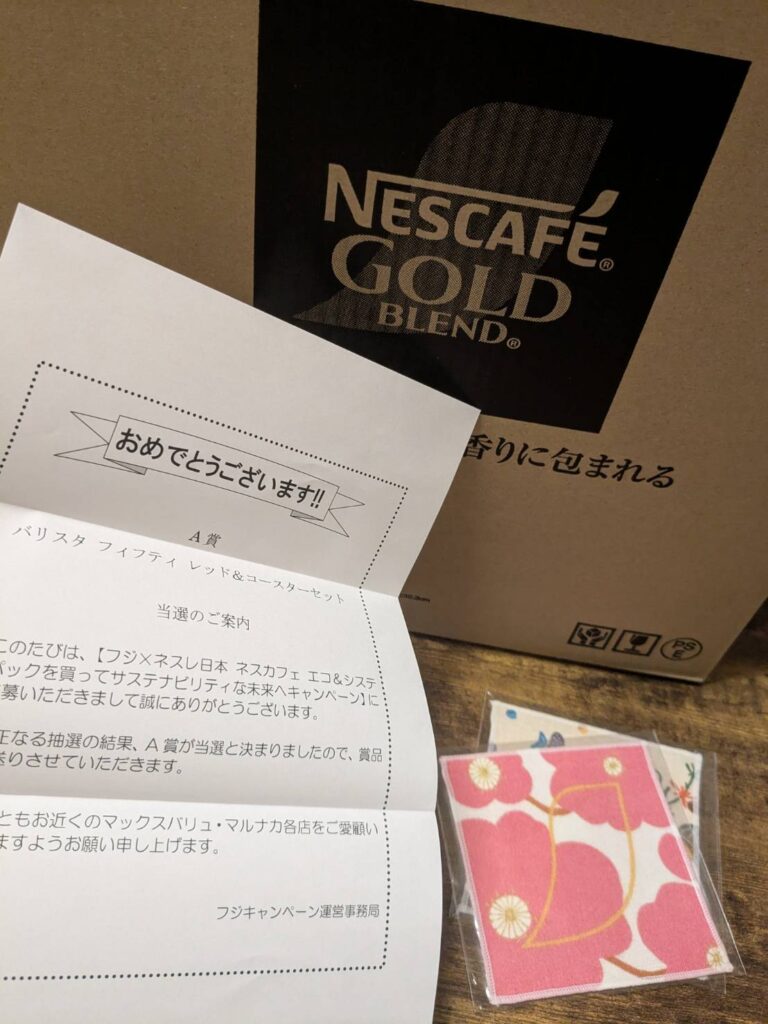 NESCAFÉ®
GOLD
BLEND®
香りに包まれる
PS
E
おめでとうございます!!
A賞
バリスタ フィフティ レッド&コースターセット
当選のご案内
このたびは、【フジ×ネスレ日本 ネスカフェ エコ&システ
パックを買ってサステナビリティな未来へキャンペーン】に
募いただきまして誠にありがとうございます。
正なる抽選の結果、A賞が当選と決まりましたので、賞品
送りさせていただきます。
ともお近くのマックスバリュ・マルナカ各店をご愛顧い
ますようお願い申し上げます。
フジキャンペーン運営事務局